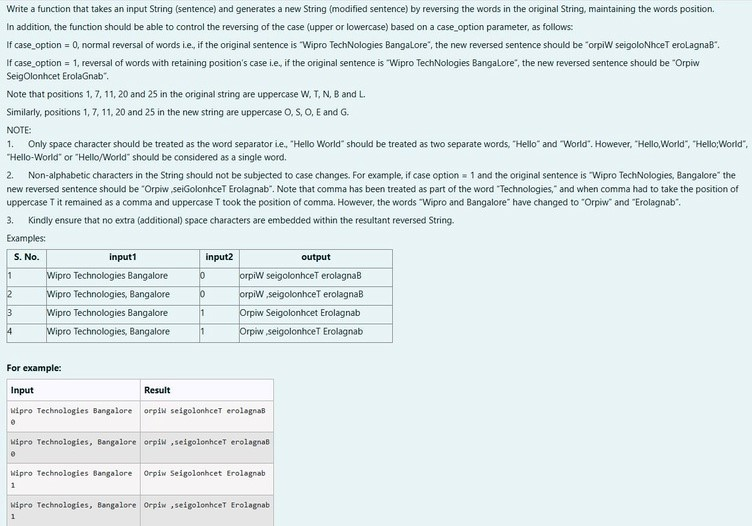 Write a function that takes an input String (sentence) and generates a new String (modified sentence) by reversing the words in the original String, maintaining the words position.
In addition, the function should be able to control the reversing of the case (upper or lowercase) based on a case_option parameter, as follows:
If case_option = 0, normal reversal of words i.e., if the original sentence is "Wipro TechNologies BangaLore", the new reversed sentence should be "orpiW seigoloNhceT eroLagnaB".
If case_option = 1, reversal of words with retaining position's case i.e., if the original sentence is "Wipro TechNologies BangaLore", the new reversed sentence should be "Orpiw
SeigOlonhcet ErolaGnab".
Note that positions 1, 7, 11, 20 and 25 in the original string are uppercase W, T, N, B and L.
Similarly, positions 1, 7, 11, 20 and 25 in the new string are uppercase O, S, O, E and G.
NOTE:
1. Only space character should be treated as the word separator i.e., "Hello World" should be treated as two separate words, "Hello" and "World". However, "Hello,World", "Hello;World",
"Hello-World" or "Hello/World" should be considered as a single word.
2. Non-alphabetic characters in the String should not be subjected to case changes. For example, if case option = 1 and the original sentence is "Wipro TechNologies, Bangalore" the
new reversed sentence should be "Orpiw ,seiGolonhceT Erolagnab". Note that comma has been treated as part of the word "Technologies," and when comma had to take the position of
uppercase T it remained as a comma and uppercase T took the position of comma. However, the words "Wipro and Bangalore" have changed to "Orpiw" and "Erolagnab".
3. Kindly ensure that no extra (additional) space characters are embedded within the resultant reversed String.
Examples:
S. No. input1 input2 output
1 Wipro Technologies Bangalore 0 orpiW seigolonhceT erolagnaB
2 Wipro Technologies, Bangalore 0 orpiW ,seigolonhceT erolagnaB
3 Wipro Technologies Bangalore 1 Orpiw Seigolonhcet Erolagnab
4 Wipro Technologies, Bangalore 1 Orpiw ,seigolonhceT Erolagnab
For example:
Input Result
Wipro Technologies Bangalore orpiW seigolonhceT erolagnaB
0
Wipro Technologies, Bangalore orpiW ,seigolonhceT erolagnaB
0
Wipro Technologies Bangalore Orpiw Seigolonhcet Erolagnab
1
Wipro Technologies, Bangalore Orpiw ,seigolonhceT Erolagnab
1